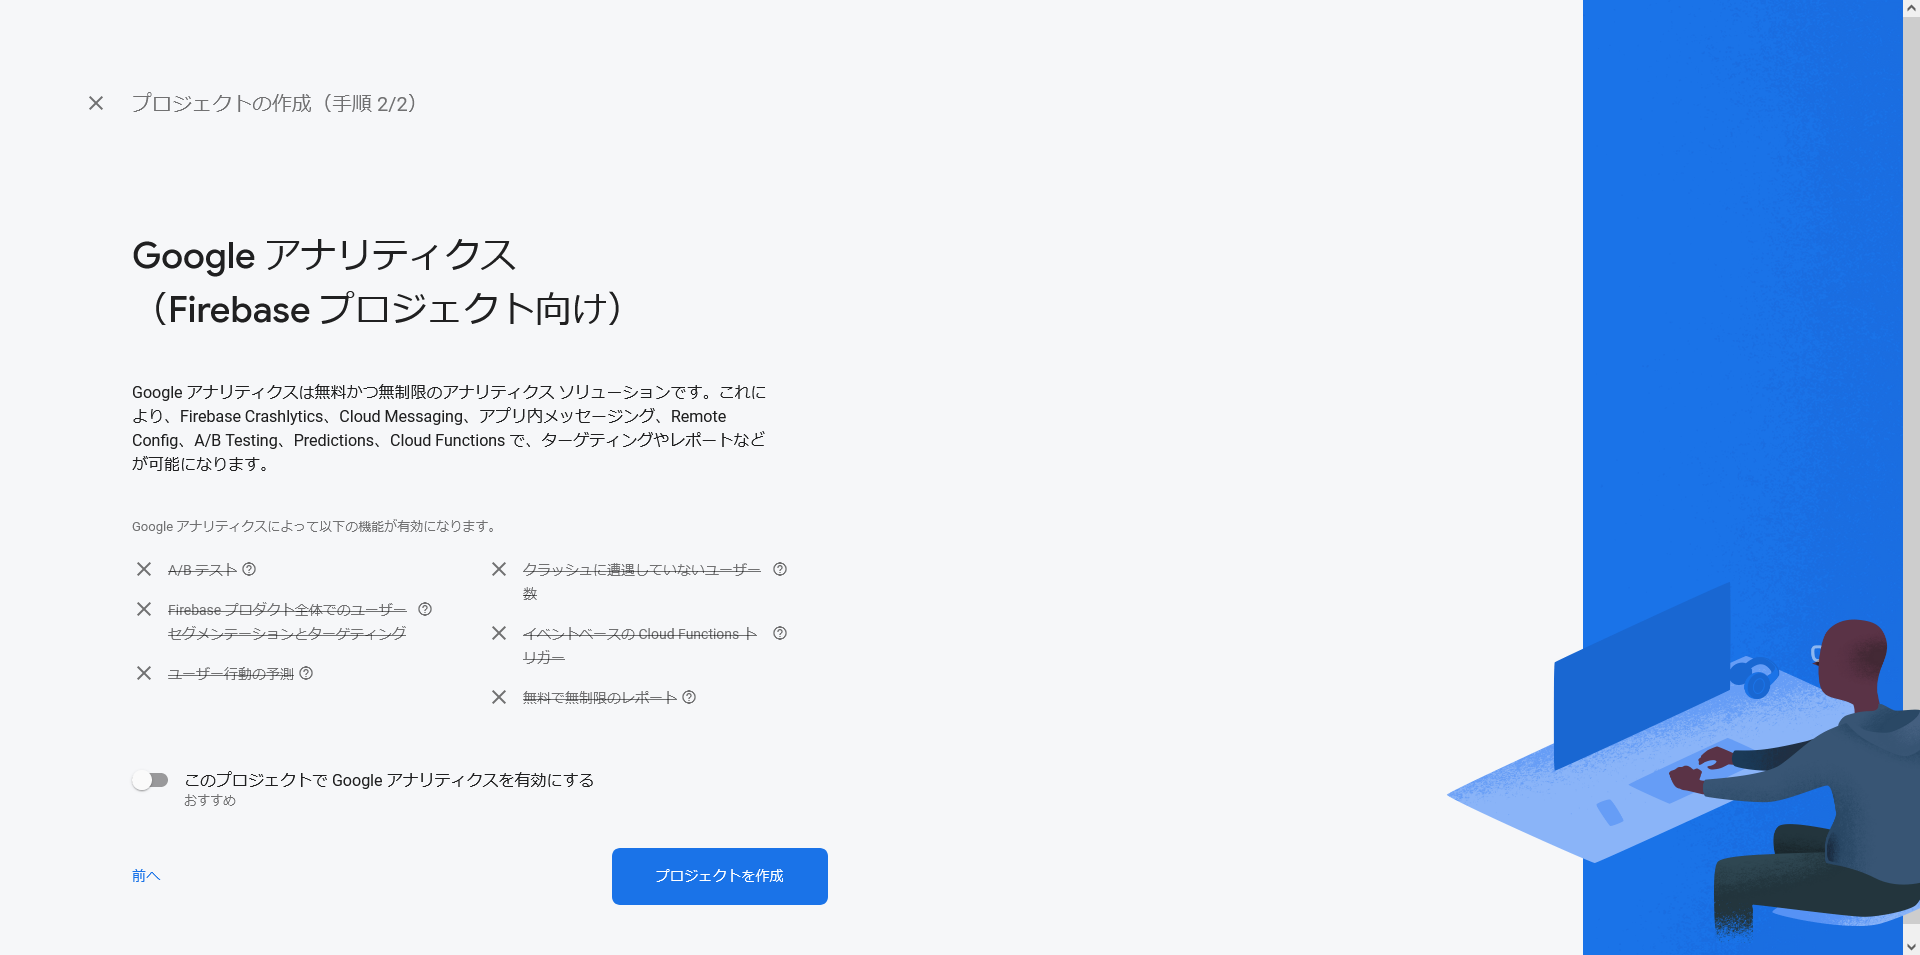 プロジェクトの作成（手順 2/2）
Google アナリティクス
（Firebase プロジェクト向け）
Google アナリティクスは無料かつ無制限のアナリティクス ソリューションです。これに
より、Firebase Crashlytics、Cloud Messaging、アプリ内メッセージング、Remote
Config、A/B Testing、Predictions、Cloud Functions で、ターゲティングやレポートなど
が可能になります。
Google アナリティクスによって以下の機能が有効になります。
A/B テスト
Firebase プロダクト全体でのユーザー
セグメンテーションとターゲティング
ユーザー行動の予測
クラッシュに遭遇していないユーザー
数
イベントベースの Cloud Functions ト
リガー
無料で無制限のレポート
このプロジェクトで Google アナリティクスを有効にする
おすすめ
前へ
プロジェクトを作成